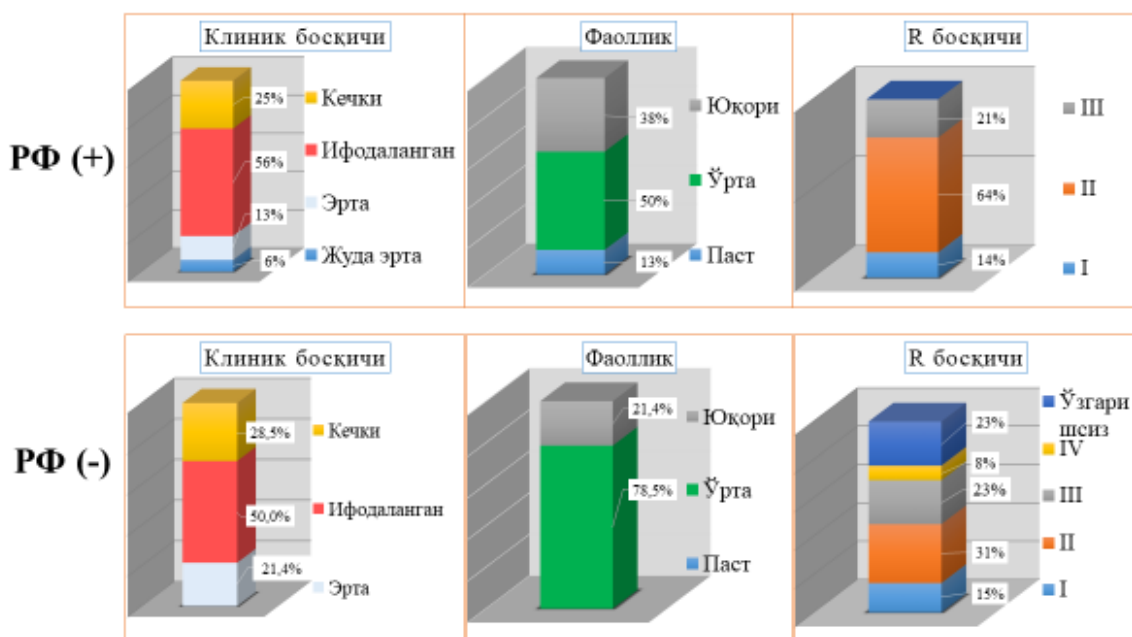 Клиник босқичи
Фаоллик
R босқичи
РФ (+)
25%
56%
13%
6%
Кечки
Ифодаланган
Эрта
Жуда эрта
38%
50%
13%
Юқори
Ўрта
Паст
21%
64%
14%
III
II
I
Клиник босқичи
Фаоллик
R босқичи
РФ (-)
28,5%
50,0%
21,4%
Кечки
Ифодаланган
Эрта
21,4%
78,5%
Юқори
Ўрта
Паст
23%
8%
23%
31%
15%
Ўзгари
шсиз
IV
III
II
I